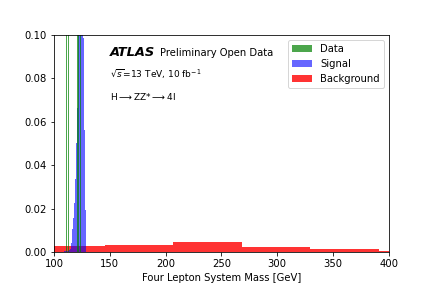 0.10
0.08
0.06
0.04
0.02
0.00
100
150
200
250
300
350
400
Four Lepton System Mass [GeV]
ATLAS Preliminary Open Data
√s=13 TeV, 10 fb⁻¹
H⟶ZZ*⟶4l
Data
Signal
Background